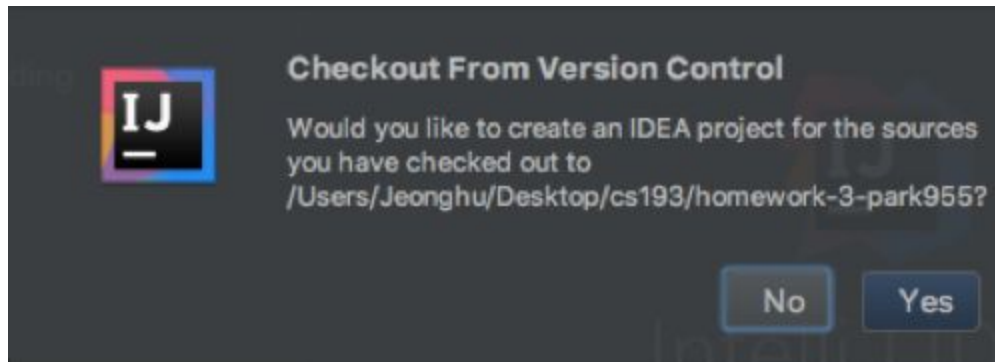 IJ
Checkout From Version Control
Would you like to create an IDEA project for the sources
you have checked out to
/Users/Jeonghu/Desktop/cs193/homework-3-park955?
No
Yes